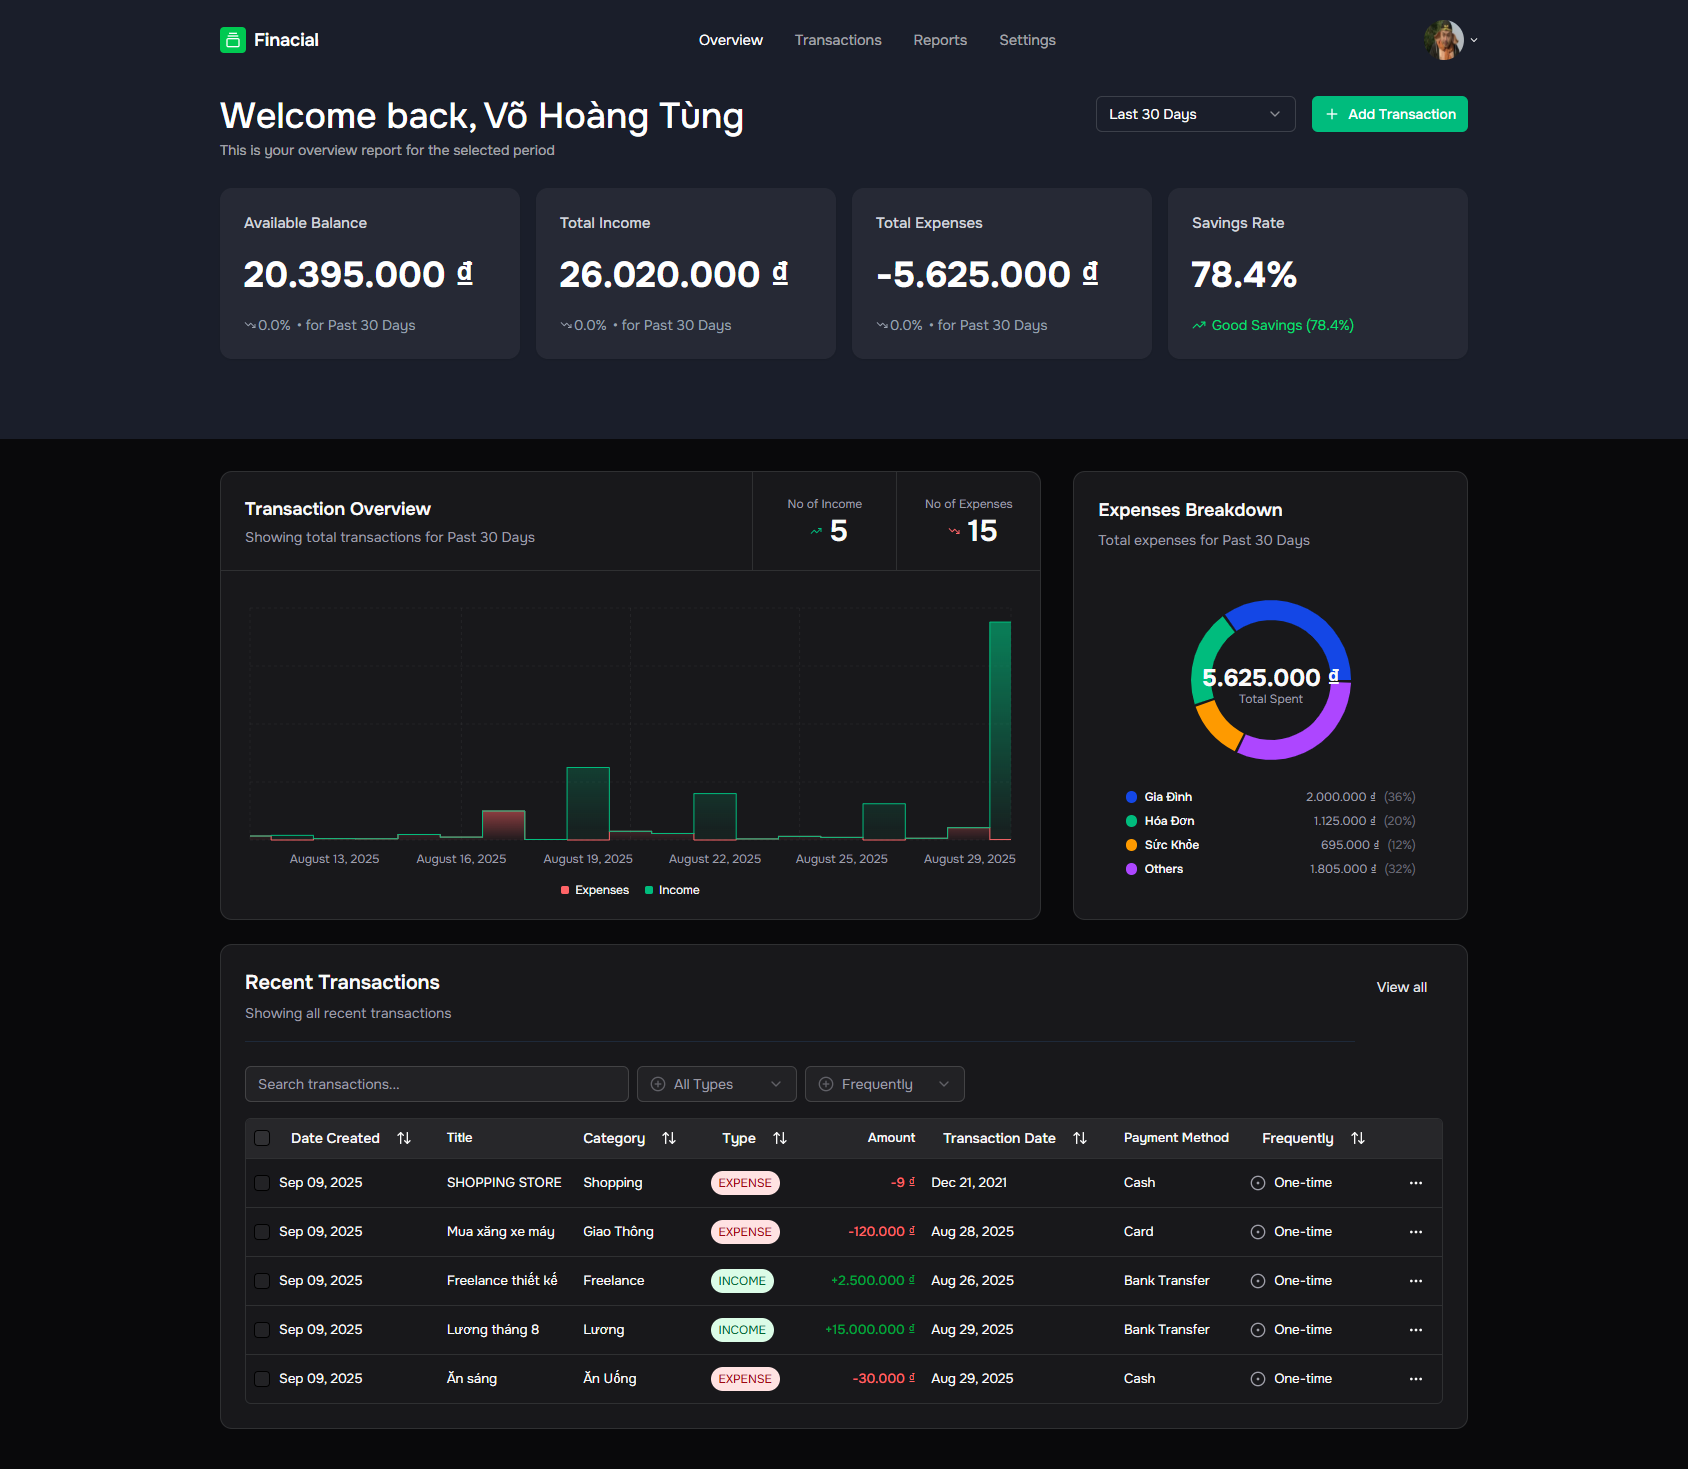 Finacial
Overview
Transactions
Reports
Settings
Welcome back, Võ Hoàng Tùng
This is your overview report for the selected period
Last 30 Days
+ Add Transaction
Available Balance
20.395.000 ₫
0.0% • for Past 30 Days
Total Income
26.020.000 ₫
0.0% • for Past 30 Days
Total Expenses
-5.625.000 ₫
0.0% • for Past 30 Days
Savings Rate
78.4%
Good Savings (78.4%)
Transaction Overview
Showing total transactions for Past 30 Days
No of Income
5
No of Expenses
15
August 13, 2025
August 16, 2025
August 19, 2025
August 22, 2025
August 25, 2025
August 29, 2025
Expenses
Income
Expenses Breakdown
Total expenses for Past 30 Days
5.625.000 ₫
Total Spent
Gia Đình 2.000.000 ₫ (36%)
Hóa Đơn 1.125.000 ₫ (20%)
Sức Khỏe 695.000 ₫ (12%)
Others 1.805.000 ₫ (32%)
Recent Transactions
Showing all recent transactions
View all
Search transactions...
All Types
Frequently
Date Created Title Category Type Amount Transaction Date Payment Method Frequently
Sep 09, 2025 SHOPPING STORE Shopping EXPENSE -9 ₫ Dec 21, 2021 Cash One-time
Sep 09, 2025 Mua xăng xe máy Giao Thông EXPENSE -120.000 ₫ Aug 28, 2025 Card One-time
Sep 09, 2025 Freelance thiết kế Freelance INCOME +2.500.000 ₫ Aug 26, 2025 Bank Transfer One-time
Sep 09, 2025 Lương tháng 8 Lương INCOME +15.000.000 ₫ Aug 29, 2025 Bank Transfer One-time
Sep 09, 2025 Ăn sáng Ăn Uống EXPENSE -30.000 ₫ Aug 29, 2025 Cash One-time